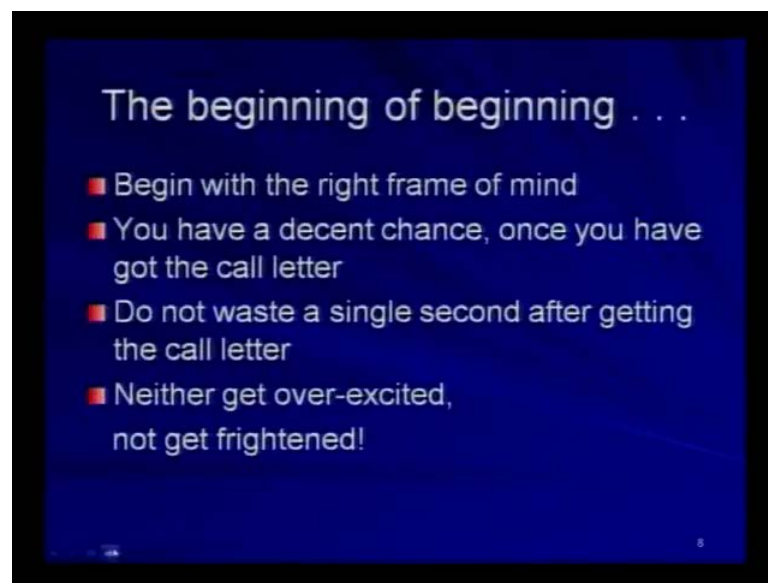 The beginning of beginning . . .
Begin with the right frame of mind
You have a decent chance, once you have
got the call letter
Do not waste a single second after getting
the call letter
Neither get over-excited,
not get frightened!
8